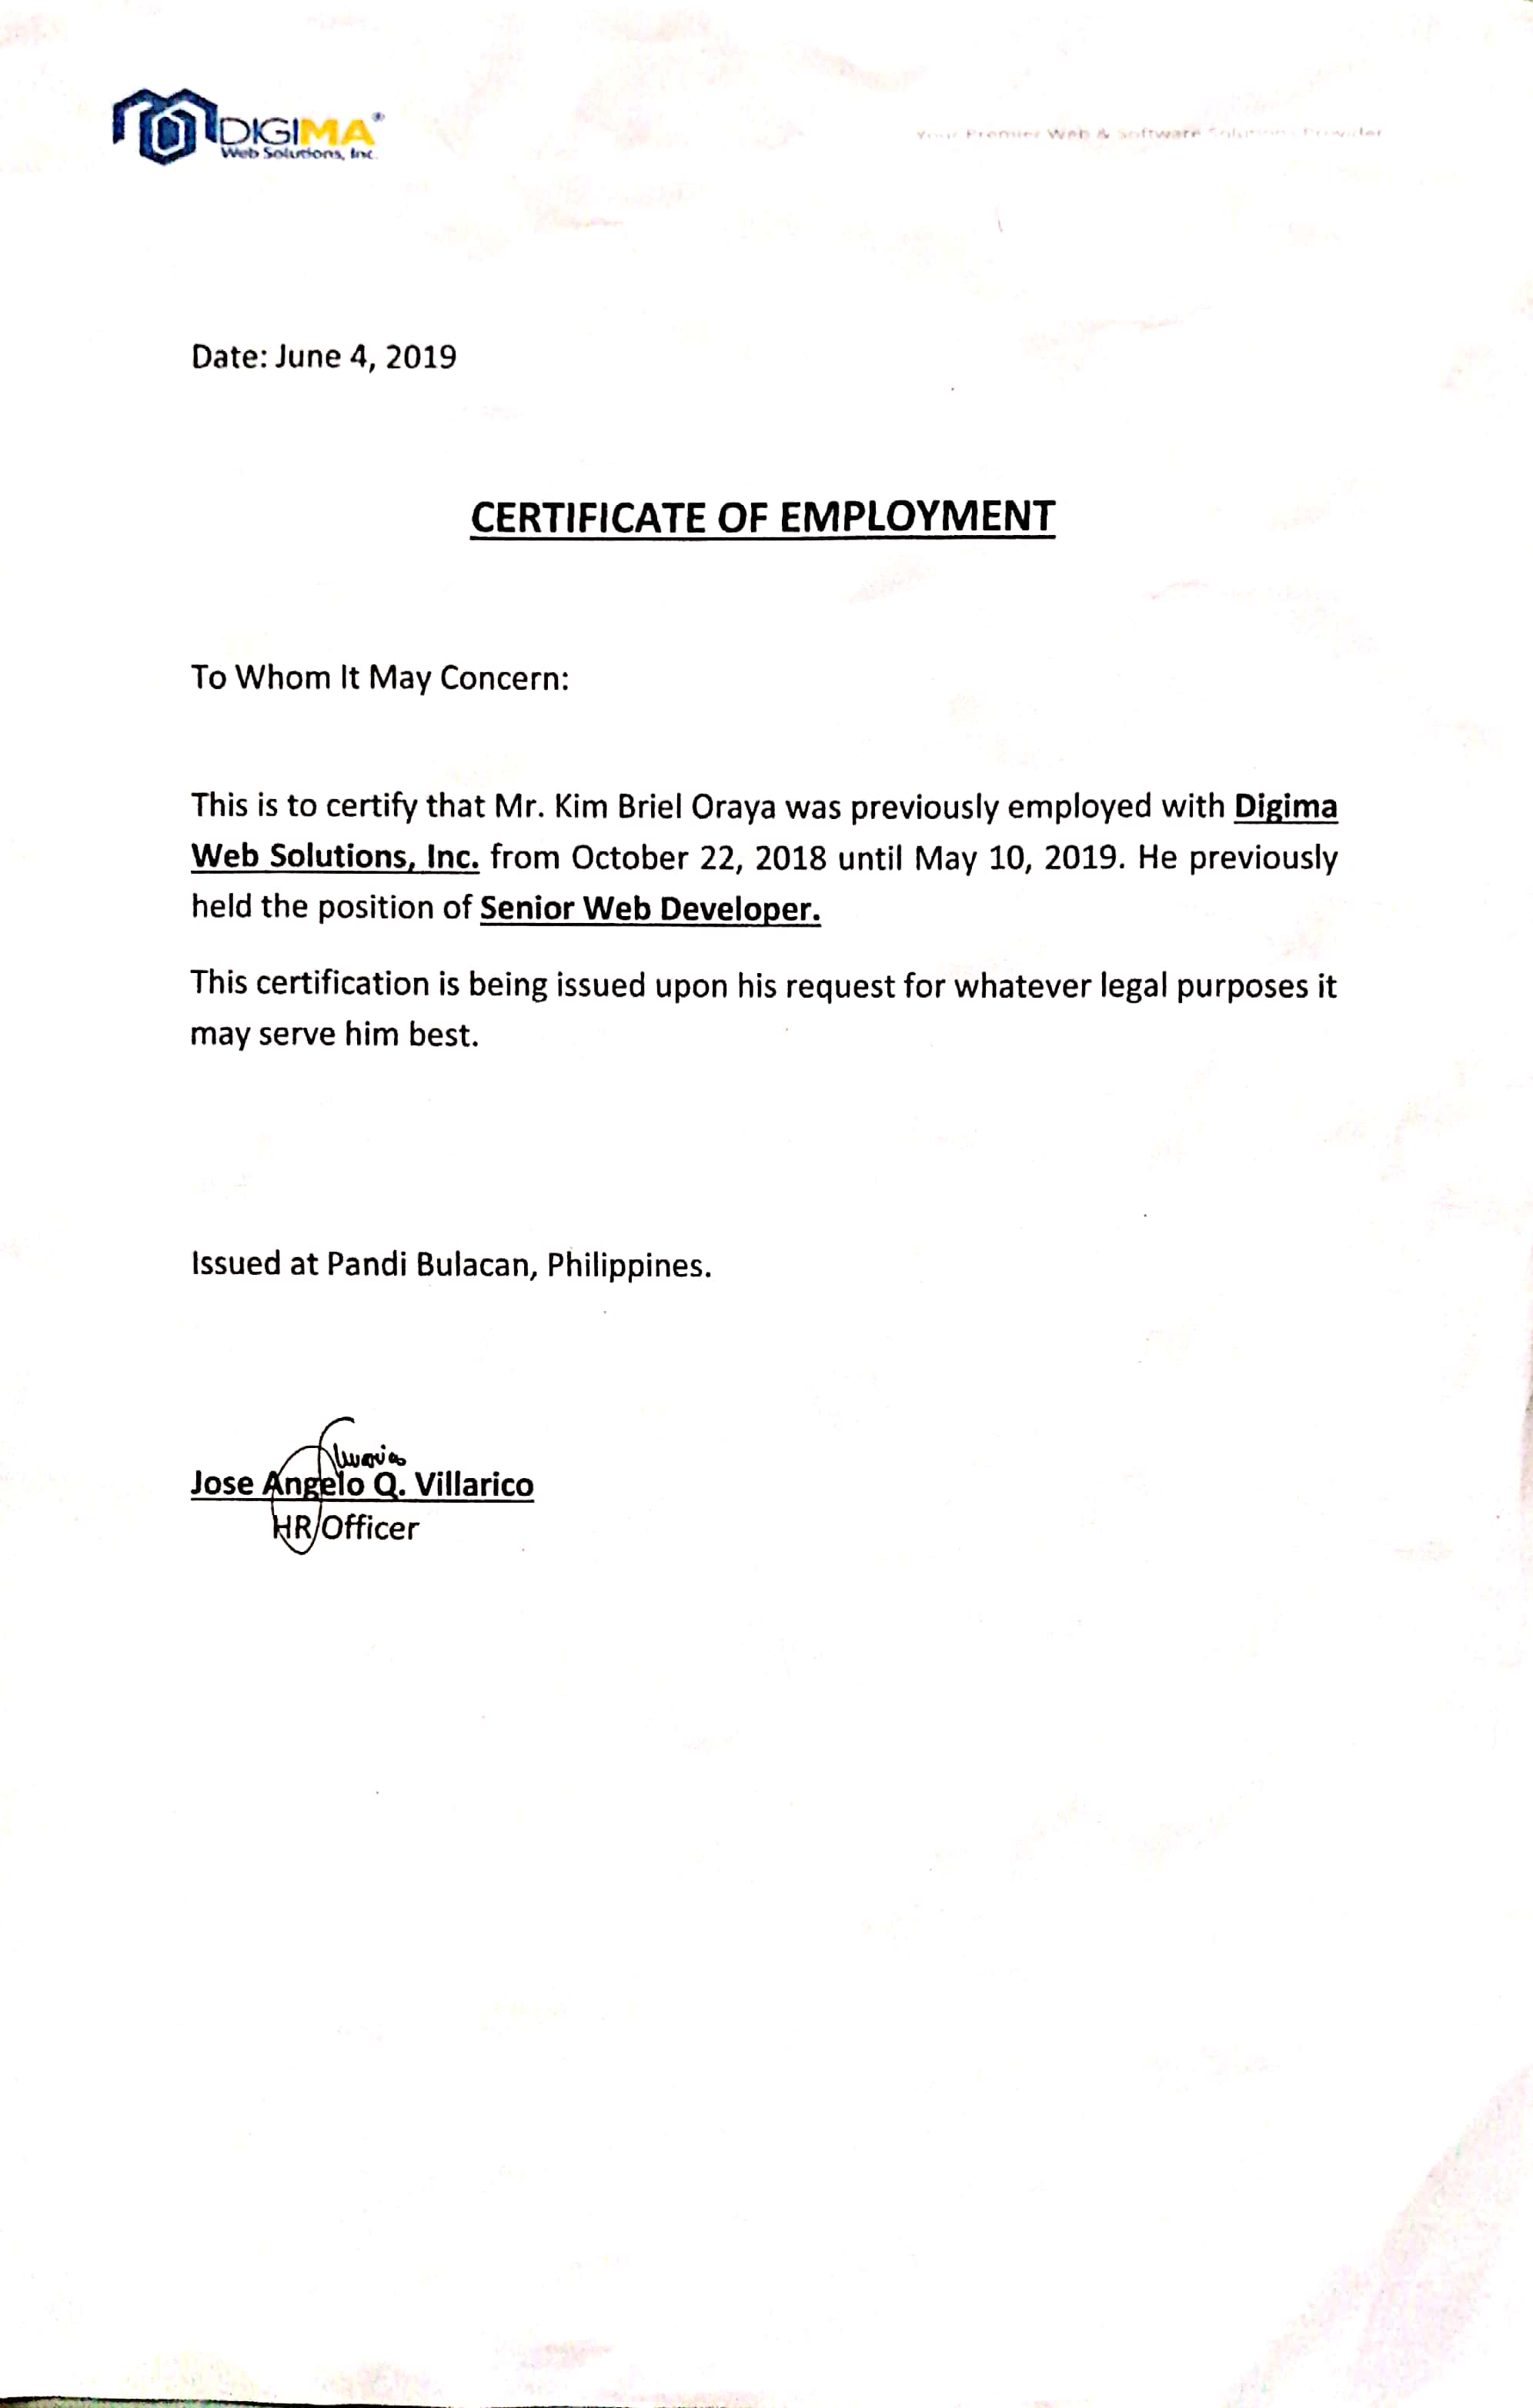 DIGIMA®
Web Solutions, Inc.
Your Premier Web & Software Solutions Provider
Date: June 4, 2019
CERTIFICATE OF EMPLOYMENT
To Whom It May Concern:
This is to certify that Mr. Kim Briel Oraya was previously employed with Digima
Web Solutions, Inc. from October 22, 2018 until May 10, 2019. He previously
held the position of Senior Web Developer.
This certification is being issued upon his request for whatever legal purposes it
may serve him best.
Issued at Pandi Bulacan, Philippines.
Jose Angelo Q. Villarico
HR Officer